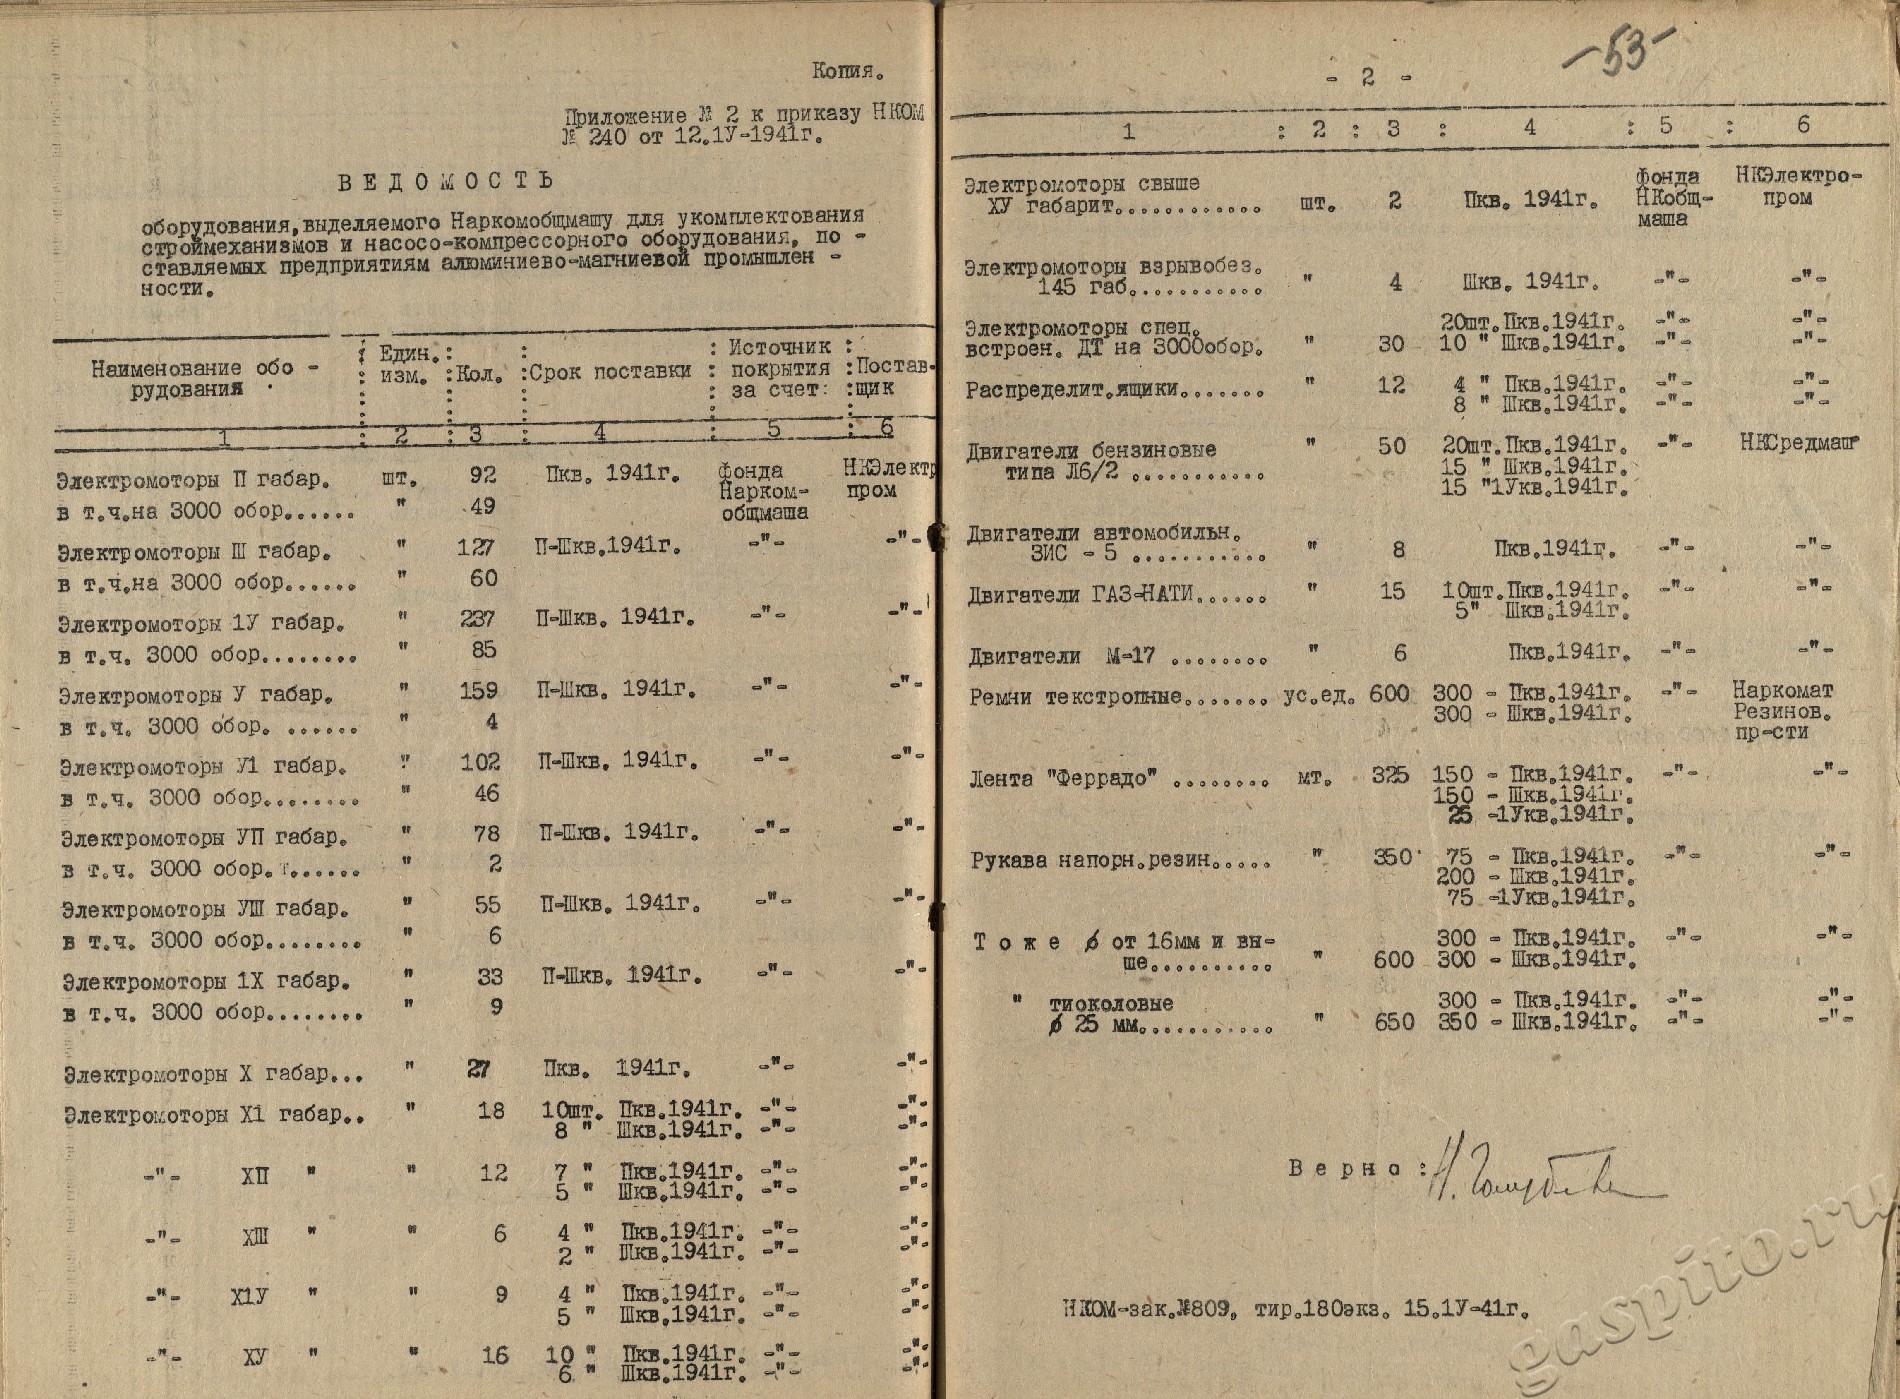 Копия.
Приложение № 2 к приказу НКОМ
№ 240 от 12.1У-1941г.
ВЕДОМОСТЬ
оборудования, выделяемого Наркомобщмашу для укомплектования
строймеханизмов и насосо-компрессорного оборудования, по -
ставляемых предприятиям алюминиево-магниевой промышлен -
ности.
Наименование обо - : Един. : : : Источник :
рудования : изм. :Кол. :Срок поставки : покрытия :Постав-
за счет: :щик
1 : 2 : 3 : 4 : 5 : 6
Электромоторы П габар. шт. 92 Пкв. 1941г. фонда НКЭлектр
Нарком- пром
в т.ч.на 3000 обор...... " 49 общмаша
Электромоторы Ш габар. " 127 П-Шкв.1941г. -"- -"-
в т.ч.на 3000 обор...... " 60
Электромоторы 1У габар. " 237 П-Шкв. 1941г. -"- -"-
в т.ч. 3000 обор........ " 85
Электромоторы У габар. " 159 П-Шкв. 1941г. -"- -"-
в т.ч. 3000 обор. ...... " 4
Электромоторы У1 габар. " 102 П-Шкв. 1941г. -"- -"-
в т.ч. 3000 обор........ " 46
Электромоторы УП габар. " 78 П-Шкв. 1941г. -"- -"-
в т.ч. 3000 обор.т...... " 2
Электромоторы УШ габар. " 55 П-Шкв. 1941г. -"- -"-
в т.ч. 3000 обор........ " 6
Электромоторы 1Х габар. " 33 П-Шкв. 1941г. -"- -"-
в т.ч. 3000 обор........ " 9
Электромоторы Х габар... " 27 Пкв. 1941г. -"- -"-
Электромоторы Х1 габар.. " 18 10шт. Пкв.1941г. -"- -"-
8 " Шкв.1941г. -"- -"-
-"- ХП " " 12 7 " Пкв.1941г. -"- -"-
5 " Шкв.1941г. -"- -"-
-"- ХШ " " 6 4 " Пкв.1941г. -"- -"-
2 " Шкв.1941г. -"- -"-
-"- Х1У " " 9 4 " Пкв.1941г. -"- -"-
5 " Шкв.1941г. -"- -"-
-"- ХУ " " 16 10 " Пкв.1941г. -"- -"-
6 " Шкв.1941г. -"- -"-
-53-
- 2 -
1 : 2 : 3 : 4 : 5 : 6
Электромоторы свыше фонда НКЭлектро-
ХУ габарит............ шт. 2 Пкв. 1941г. НКобщ- пром
маша
Электромоторы взрывобез.
145 габ........... " 4 Шкв. 1941г. -"- -"-
Электромоторы спец. 20шт.Пкв.1941г. -"- -"-
встроен. ДТ на 3000обор. " 30 10 " Шкв.1941г. -"- -"-
Распределит.ящики....... " 12 4 " Пкв.1941г. -"- -"-
8 " Шкв.1941г. -"- -"-
Двигатели бензиновые " 50 20шт.Пкв.1941г. -"- НКСредмаш
типа Л6/2 ........... 15 " Шкв.1941г.
15 "1Укв.1941г.
Двигатели автомобильн.
ЗИС - 5 ........... " 8 Пкв.1941г. -"- -"-
Двигатели ГАЗ-НАТИ...... " 15 10шт.Пкв.1941г. -"- -"-
5" Шкв.1941г.
Двигатели М-17 ........ " 6 Пкв.1941г. -"- -"-
Ремни текстропные....... ус.ед. 600 300 - Пкв.1941г. -"- Наркомат
300 - Шкв.1941г. Резинов.
пр-сти
Лента "Феррадо" ........ мт. 325 150 - Пкв.1941г. -"- -"-
150 - Шкв.1941г.
25 -1Укв.1941г.
Рукава напорн.резин..... " 350 75 - Пкв.1941г. -"- -"-
200 - Шкв.1941г.
75 -1Укв.1941г.
Тоже ∅ от 16мм и вы- 300 - Пкв.1941г. -"- -"-
ше.......... " 600 300 - Шкв.1941г.
" тиоколовые 300 - Пкв.1941г. -"- -"-
∅ 25 мм........... " 650 350 - Шкв.1941г. -"- -"-
Верно:
НКОМ-зак.№809, тир.180экз. 15.1У-41г.
gaspito.ru